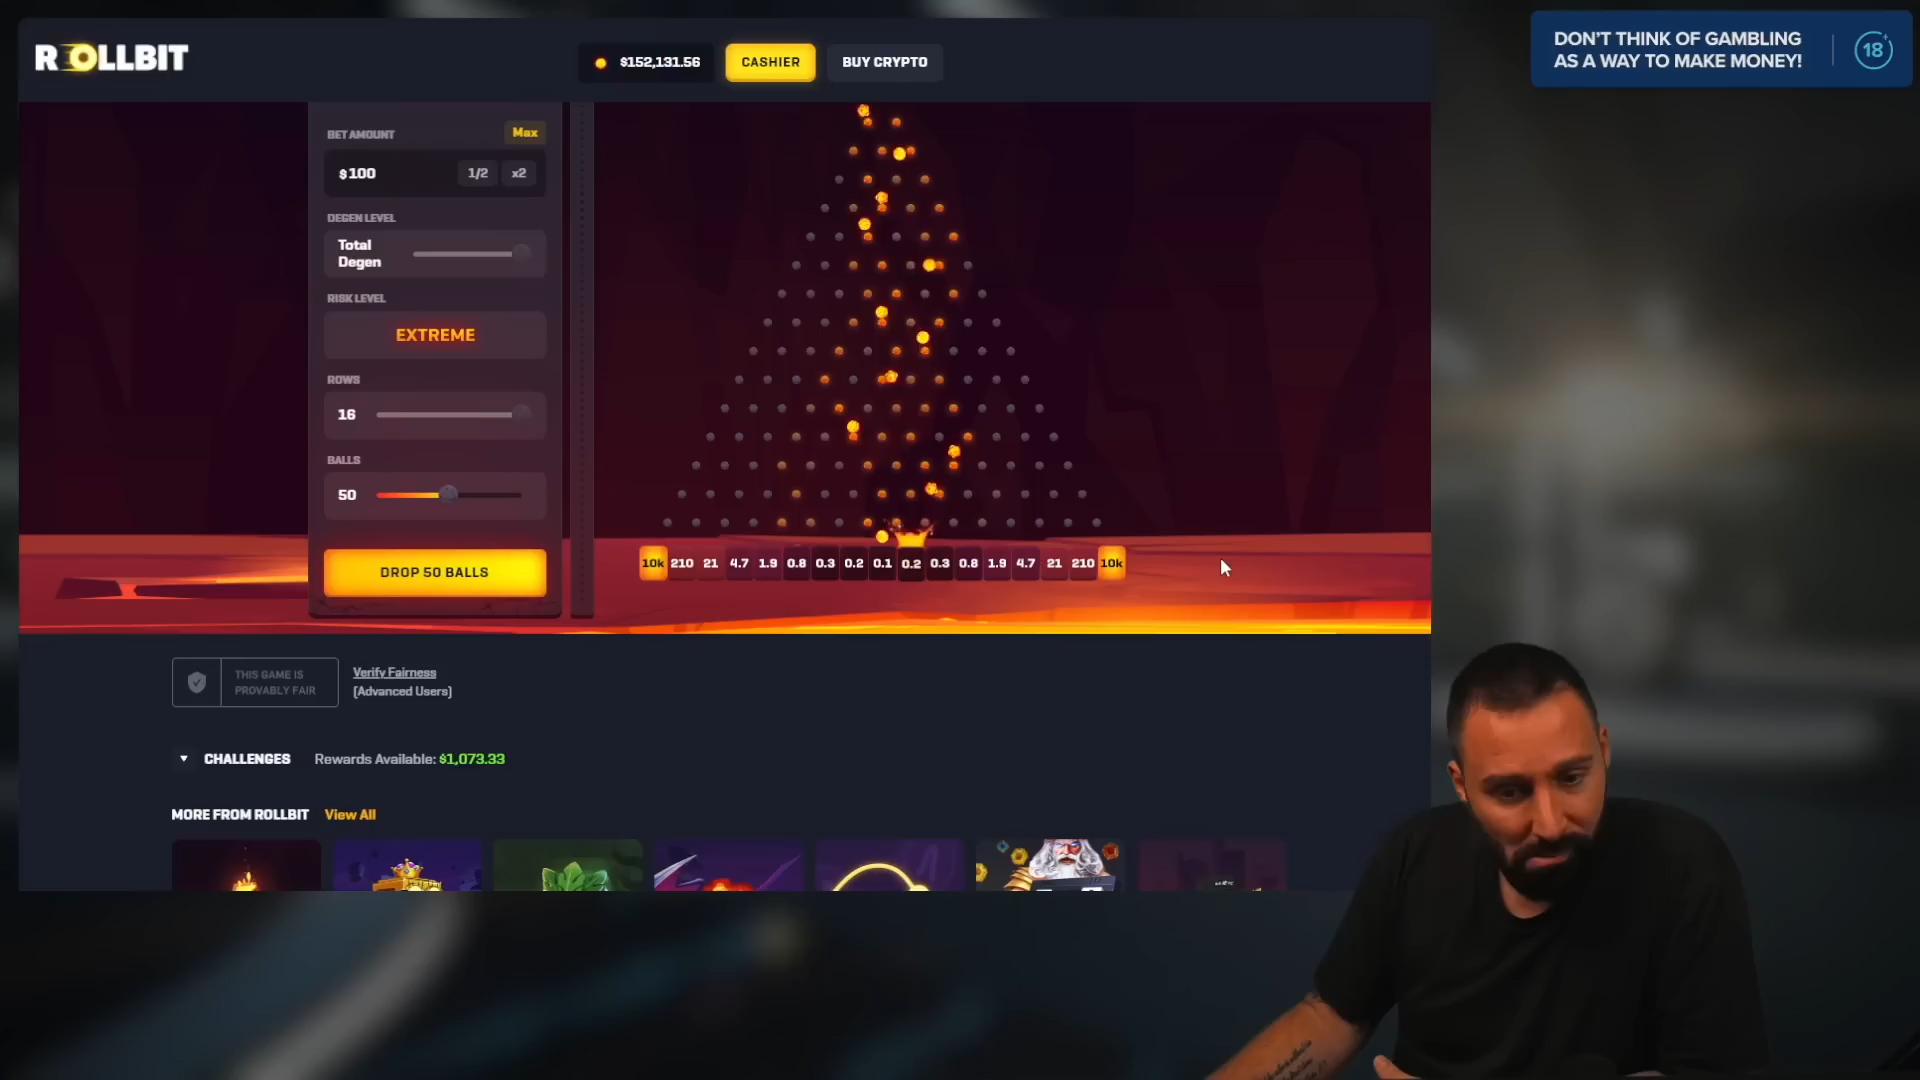 ROLLBIT
$152,131.56
CASHIER
BUY CRYPTO
DON'T THINK OF GAMBLING
AS A WAY TO MAKE MONEY!
18+
BET AMOUNT
Max
$100
1/2
x2
DEGEN LEVEL
Total
Degen
RISK LEVEL
EXTREME
ROWS
16
BALLS
50
DROP 50 BALLS
10k 210 21 4.7 1.9 0.8 0.3 0.2 0.1 0.2 0.3 0.8 1.9 4.7 21 210 10k
THIS GAME IS
PROVABLY FAIR
Verify Fairness
(Advanced Users)
CHALLENGES
Rewards Available: $1,073.33
MORE FROM ROLLBIT
View All